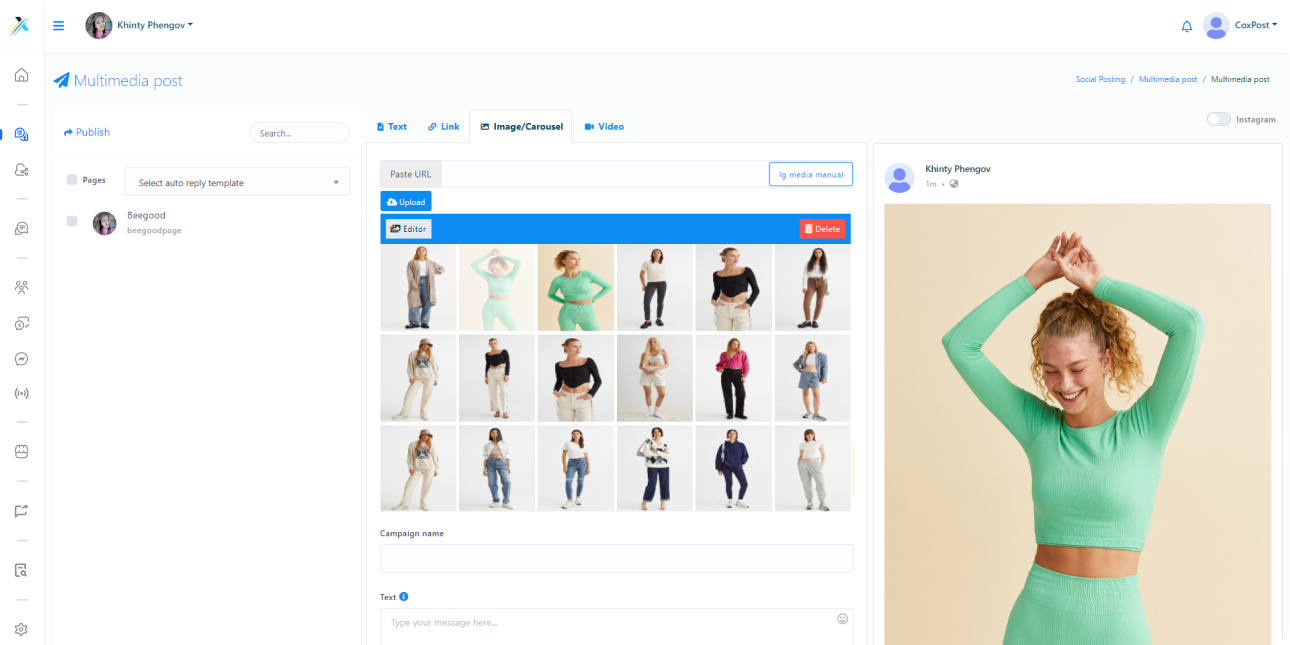 Khinty Phengov
CoxPost
Multimedia post
Social Posting / Multimedia post / Multimedia post
Publish
Search...
Pages
Select auto reply template
Beegood
beegoodpage
Text
Link
Image/Carousel
Video
Instagram
Paste URL
Ig media manual
Upload
Editor
Delete
Campaign name
Text
Type your message here...
Khinty Phengov
1m